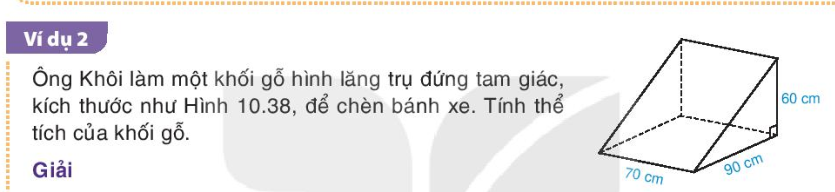 Ví dụ 2
Ông Khôi làm một khối gỗ hình lăng trụ đứng tam giác,
kích thước như Hình 10.38, để chèn bánh xe. Tính thể
tích của khối gỗ.
Giải
60 cm
90 cm
70 cm